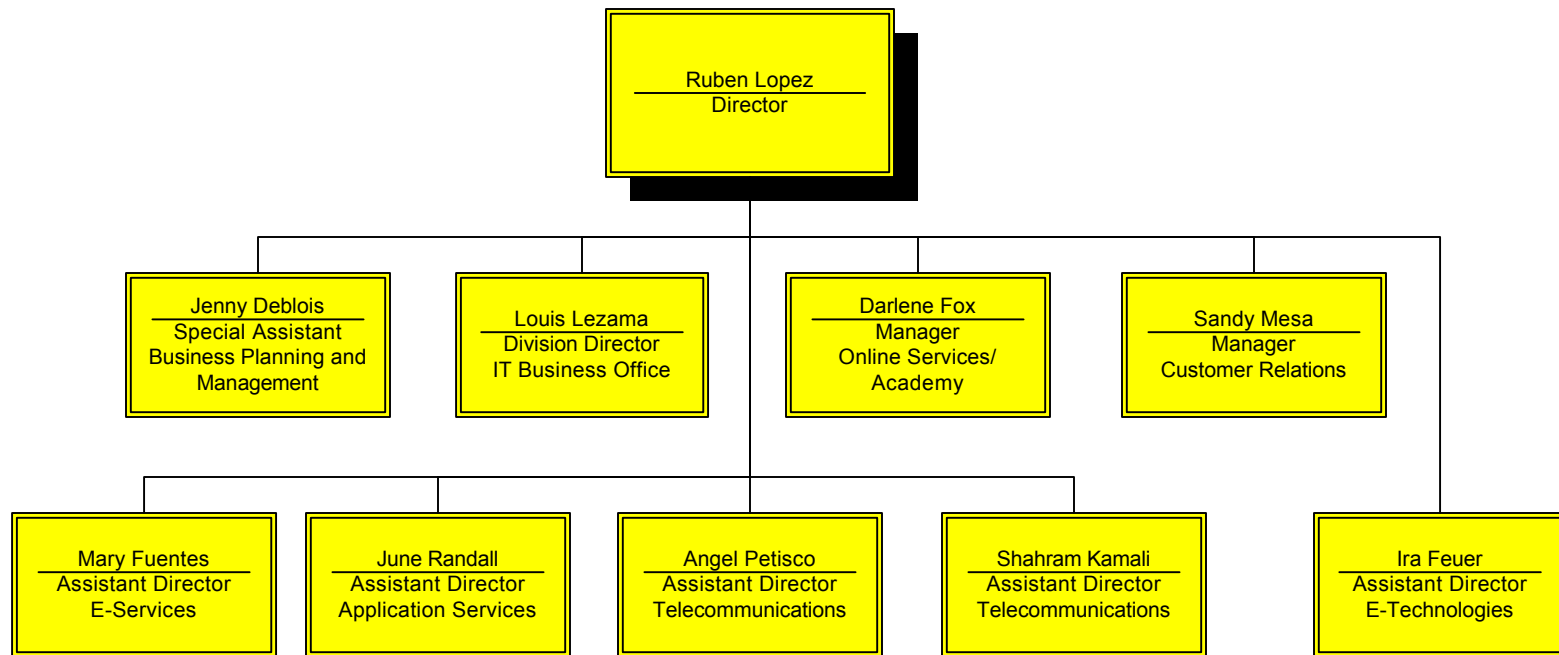 Ruben Lopez
Director
Jenny Deblois
Special Assistant
Business Planning and
Management
Louis Lezama
Division Director
IT Business Office
Darlene Fox
Manager
Online Services/
Academy
Sandy Mesa
Manager
Customer Relations
Mary Fuentes
Assistant Director
E-Services
June Randall
Assistant Director
Application Services
Angel Petisco
Assistant Director
Telecommunications
Shahram Kamali
Assistant Director
Telecommunications
Ira Feuer
Assistant Director
E-Technologies